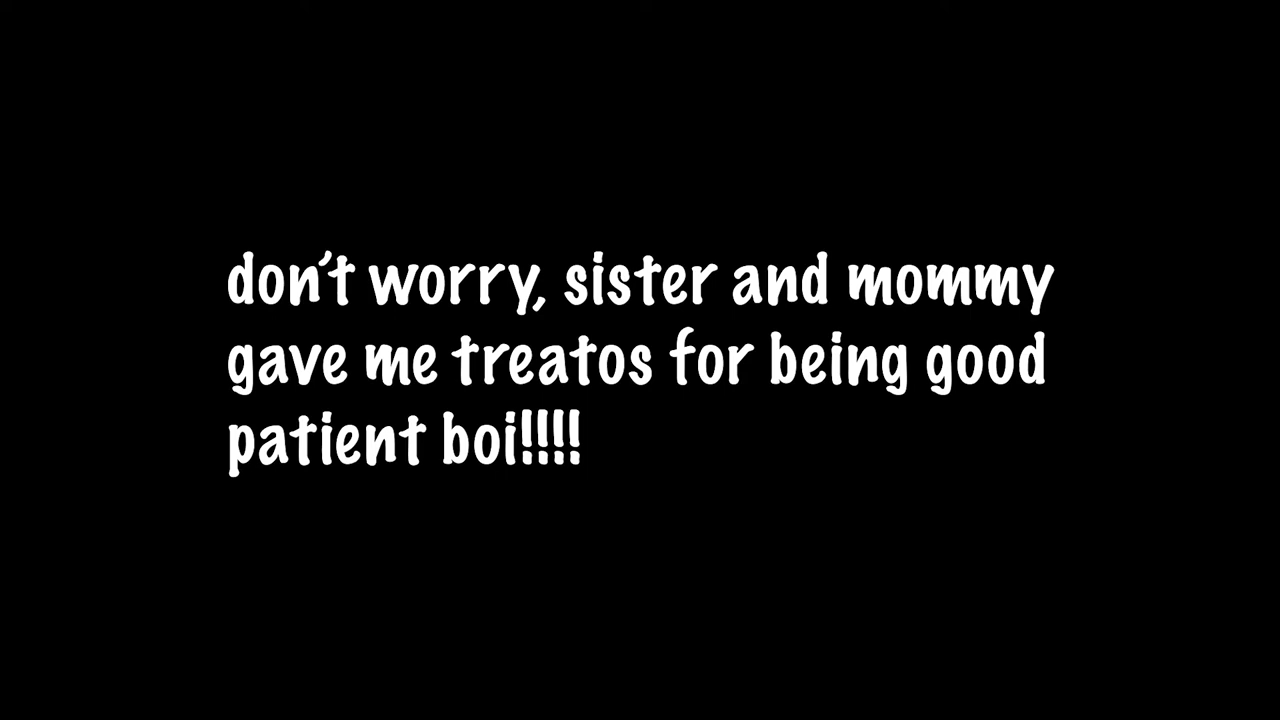 don't worry, sister and mommy
gave me treatos for being good
patient boi!!!!